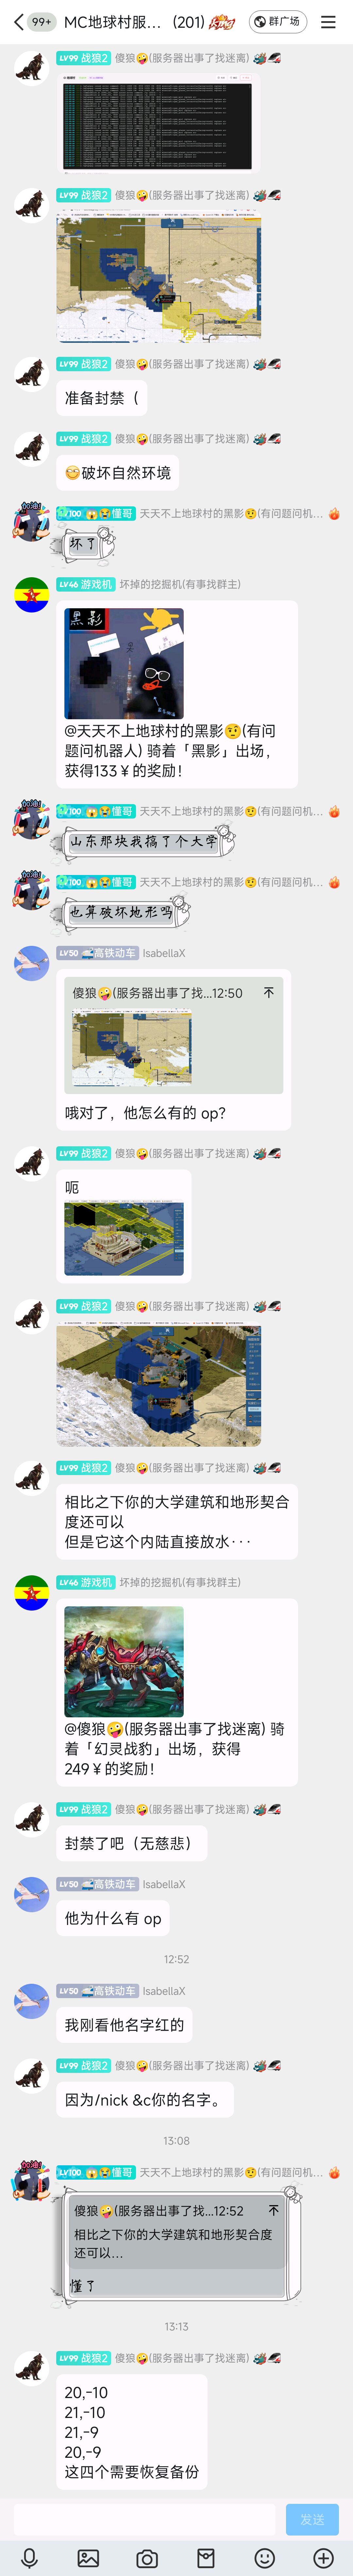 99+
MC地球村服... (201)
群广场
LV99 战狼2 傻狼🤪(服务器出事了找迷离)
LV99 战狼2 傻狼🤪(服务器出事了找迷离)
LV99 战狼2 傻狼🤪(服务器出事了找迷离)
准备封禁（
LV99 战狼2 傻狼🤪(服务器出事了找迷离)
破坏自然环境
加油!
LV100 😱😭懂哥 天天不上地球村的黑影🤨(有问题问机...
坏了
LV46 游戏机 坏掉的挖掘机(有事找群主)
黑影
@天天不上地球村的黑影🤨(有问
题问机器人) 骑着「黑影」出场，
获得133￥的奖励！
加油!
LV100 😱😭懂哥 天天不上地球村的黑影🤨(有问题问机...
山东那块我搞了个大学
加油!
LV100 😱😭懂哥 天天不上地球村的黑影🤨(有问题问机...
也算破坏地形吗
LV50 🚅高铁动车 IsabellaX
傻狼🤪(服务器出事了找...12:50
哦对了，他怎么有的 op？
LV99 战狼2 傻狼🤪(服务器出事了找迷离)
呃
LV99 战狼2 傻狼🤪(服务器出事了找迷离)
LV99 战狼2 傻狼🤪(服务器出事了找迷离)
相比之下你的大学建筑和地形契合
度还可以
但是它这个内陆直接放水···
LV46 游戏机 坏掉的挖掘机(有事找群主)
@傻狼🤪(服务器出事了找迷离) 骑
着「幻灵战豹」出场，获得
249￥的奖励！
LV99 战狼2 傻狼🤪(服务器出事了找迷离)
封禁了吧（无慈悲）
LV50 🚅高铁动车 IsabellaX
他为什么有 op
12:52
LV50 🚅高铁动车 IsabellaX
我刚看他名字红的
LV99 战狼2 傻狼🤪(服务器出事了找迷离)
因为/nick &c你的名字。
13:08
加油!
LV100 😱😭懂哥 天天不上地球村的黑影🤨(有问题问机...
傻狼🤪(服务器出事了找...12:52
相比之下你的大学建筑和地形契合度
还可以...
懂了
13:13
LV99 战狼2 傻狼🤪(服务器出事了找迷离)
20,-10
21,-10
21,-9
20,-9
这四个需要恢复备份
发送